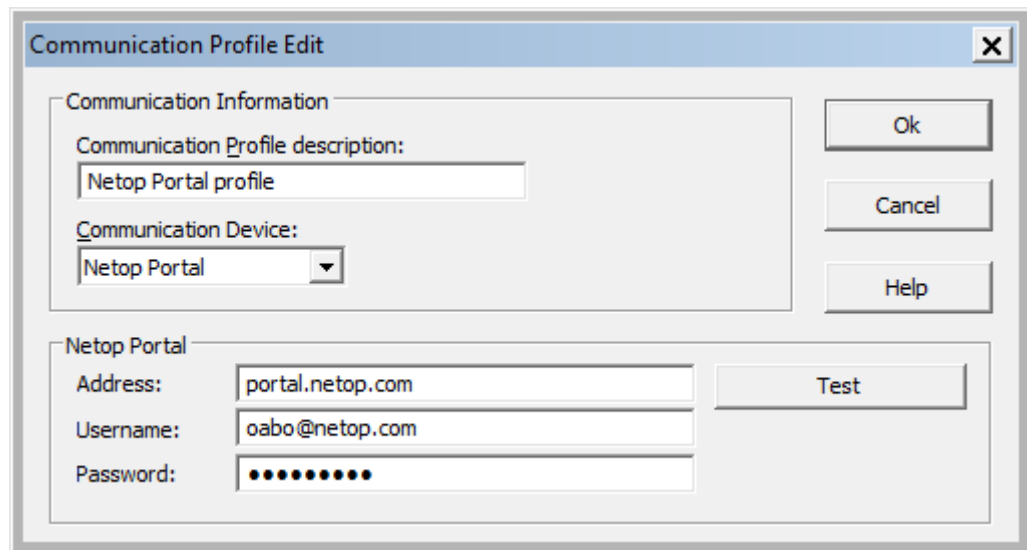 Communication Profile Edit
Communication Information
Communication Profile description:
Netop Portal profile
Communication Device:
Netop Portal
Ok
Cancel
Help
Netop Portal
Address:
portal.netop.com
Test
Username:
oabo@netop.com
Password:
●●●●●●●●●